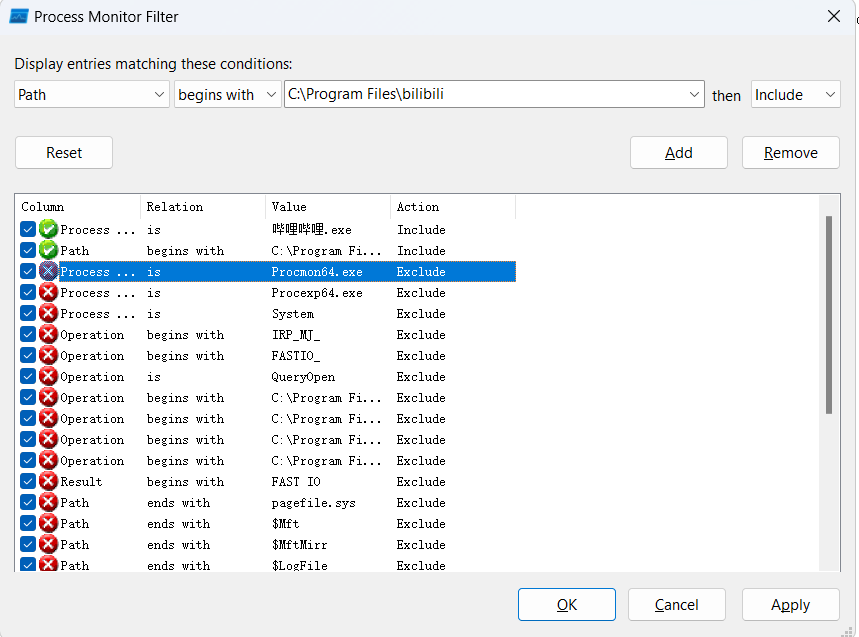 Process Monitor Filter
Display entries matching these conditions:
Path begins with C:\Program Files\bilibili then Include
Reset Add Remove
Column Relation Value Action
Process ... is 哔哩哔哩.exe Include
Path begins with C:\Program Fi... Include
Process ... is Procmon64.exe Exclude
Process ... is Procexp64.exe Exclude
Process ... is System Exclude
Operation begins with IRP_MJ_ Exclude
Operation begins with FASTIO_ Exclude
Operation is QueryOpen Exclude
Operation begins with C:\Program Fi... Exclude
Operation begins with C:\Program Fi... Exclude
Operation begins with C:\Program Fi... Exclude
Operation begins with C:\Program Fi... Exclude
Result begins with FAST IO Exclude
Path ends with pagefile.sys Exclude
Path ends with $Mft Exclude
Path ends with $MftMirr Exclude
Path ends with $LogFile Exclude
OK Cancel Apply